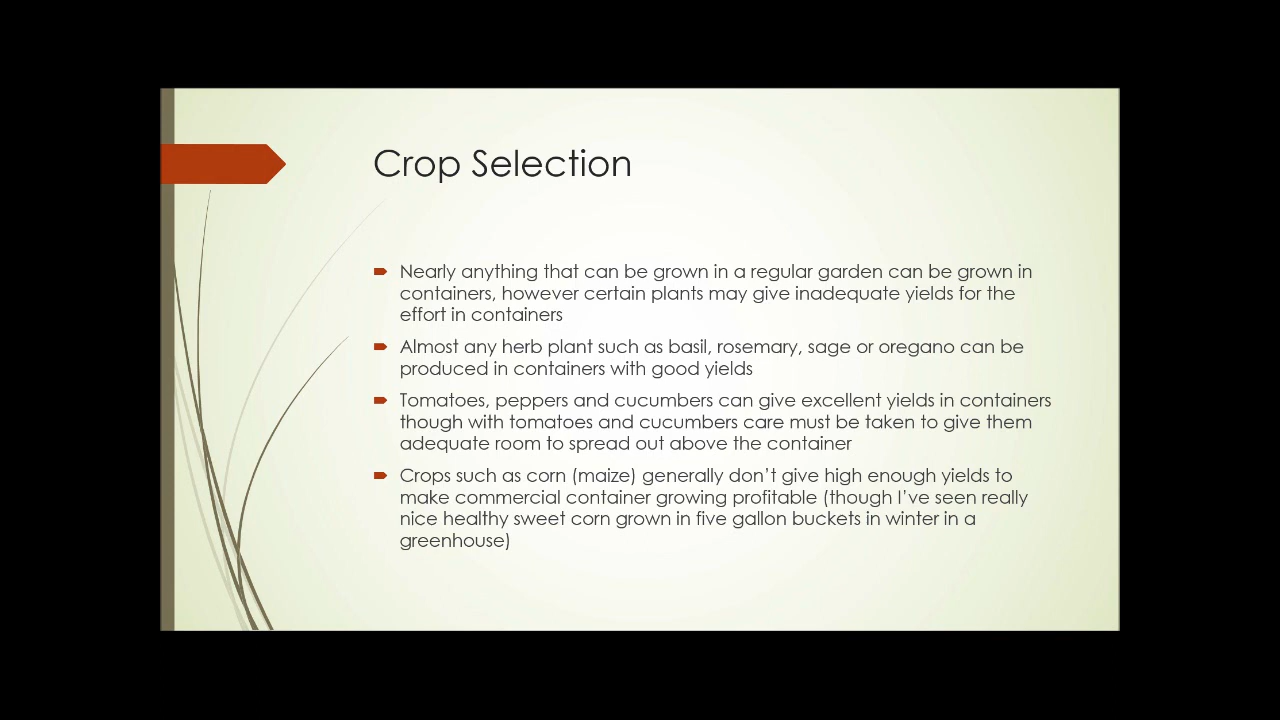 Crop Selection
Nearly anything that can be grown in a regular garden can be grown in
containers, however certain plants may give inadequate yields for the
effort in containers
Almost any herb plant such as basil, rosemary, sage or oregano can be
produced in containers with good yields
Tomatoes, peppers and cucumbers can give excellent yields in containers
though with tomatoes and cucumbers care must be taken to give them
adequate room to spread out above the container
Crops such as corn (maize) generally don’t give high enough yields to
make commercial container growing profitable (though I’ve seen really
nice healthy sweet corn grown in five gallon buckets in winter in a
greenhouse)